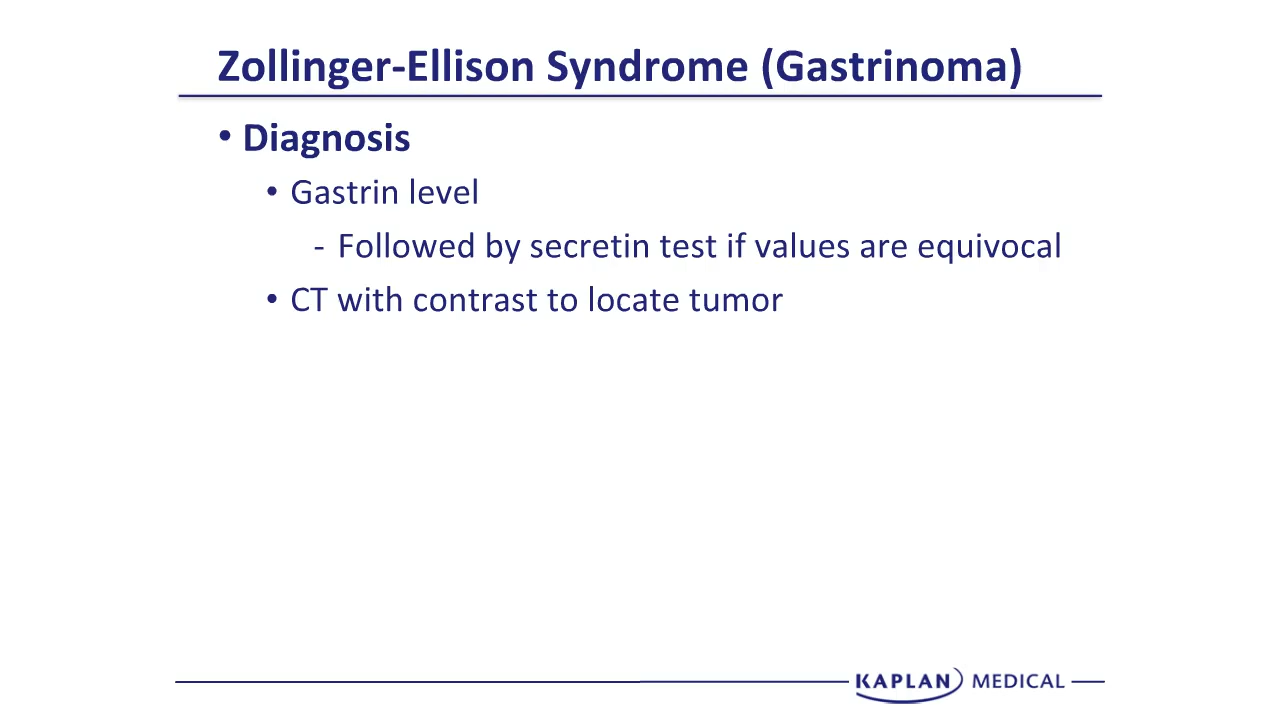 Zollinger-Ellison Syndrome (Gastrinoma)
• Diagnosis
• Gastrin level
- Followed by secretin test if values are equivocal
• CT with contrast to locate tumor
KAPLAN MEDICAL